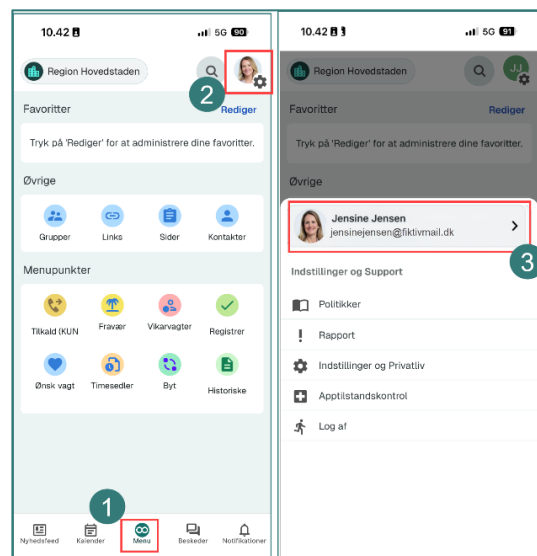 10.42
5G 90
Region Hovedstaden
2
Favoritter
Rediger
Tryk på 'Rediger' for at administrere dine favoritter.
Øvrige
Grupper
Links
Sider
Kontakter
Menupunkter
Tilkald (KUN
Fravær
Vikarvagter
Registrer
Ønsk vagt
Timesedler
Byt
Historiske
1
Nyhedsfeed
Kalender
Menu
Beskeder
Notifikationer
10.42
5G 91
Region Hovedstaden
JJ
Favoritter
Rediger
Tryk på 'Rediger' for at administrere dine favoritter.
Øvrige
Jensine Jensen
jensinejensen@fiktivmail.dk
3
Indstillinger og Support
Politikker
Rapport
Indstillinger og Privatliv
Apptilstandskontrol
Log af